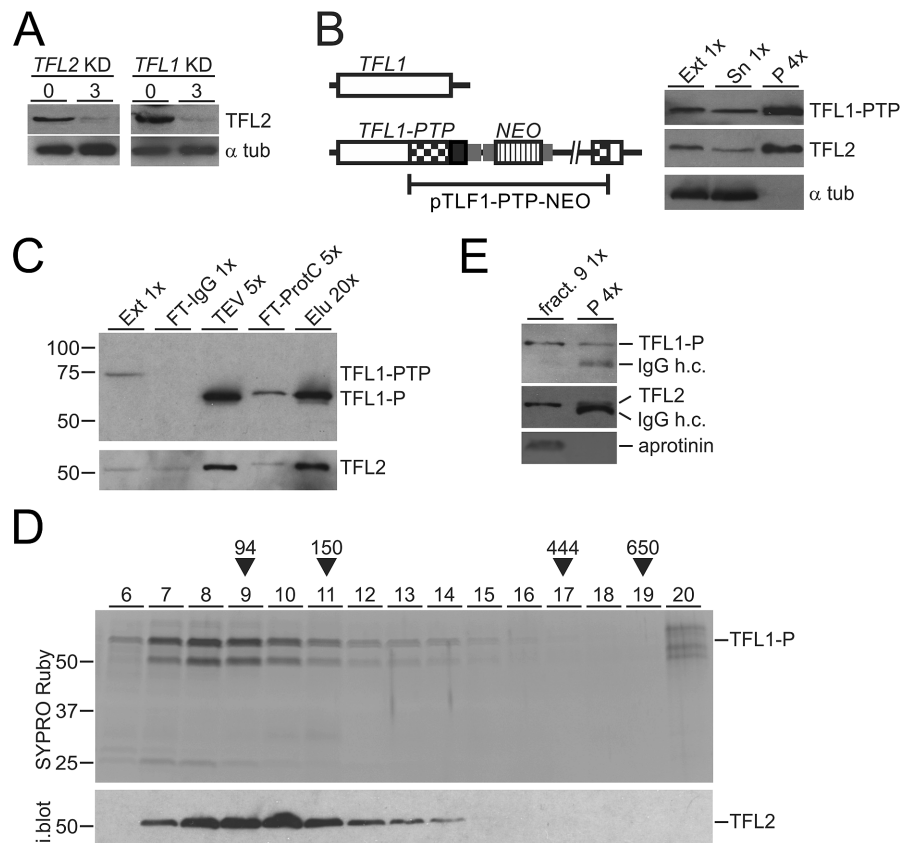 A
TFL2 KD TFL1 KD
0 3 0 3
TFL2
α tub
B
TFL1
TFL1-PTP NEO
//
pTLF1-PTP-NEO
Ext 1x Sn 1x P 4x
TFL1-PTP
TFL2
α tub
C
Ext 1x FT-IgG 1x TEV 5x FT-ProtC 5x Elu 20x
100
75
50
TFL1-PTP
TFL1-P
50
TFL2
E
fract. 9 1x P 4x
TFL1-P
IgG h.c.
TFL2
IgG h.c.
aprotinin
D
94 150 444 650
6 7 8 9 10 11 12 13 14 15 16 17 18 19 20
SYPRO Ruby
50
37
25
TFL1-P
i.blot
50
TFL2